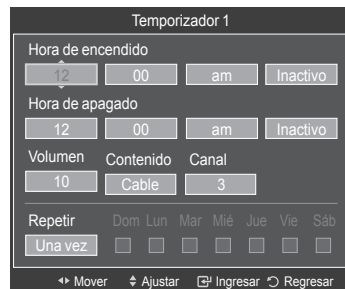 Temporizador 1
Hora de encendido
12 00 am Inactivo
Hora de apagado
12 00 am Inactivo
Volumen Contenido Canal
10 Cable 3
Repetir Dom Lun Mar Mié Jue Vie Sáb
Una vez
Mover Ajustar Ingresar Regresar